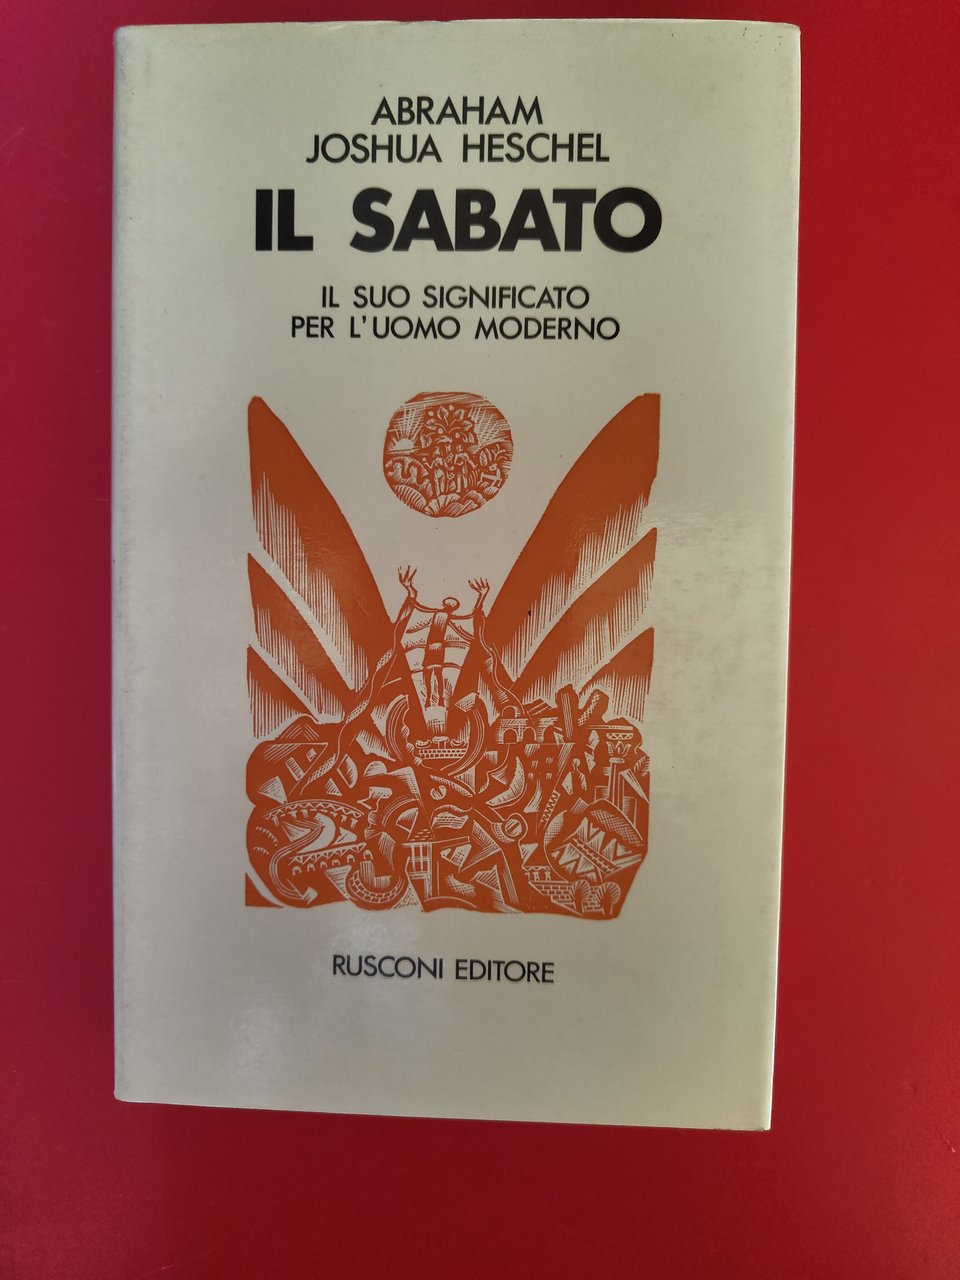 ABRAHAM
JOSHUA HESCHEL
IL SABATO
IL SUO SIGNIFICATO
PER L'UOMO MODERNO
RUSCONI EDITORE